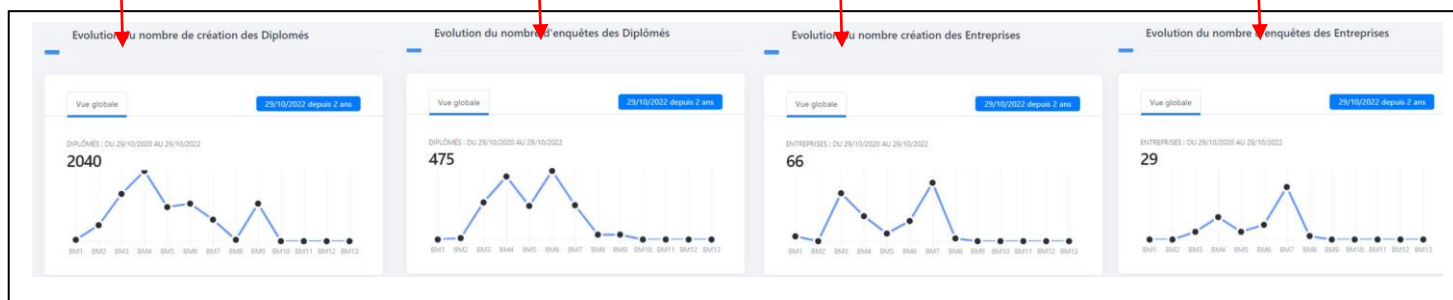 Evolution du nombre de création des Diplomés
Vue globale
29/10/2022 depuis 2 ans
DIPLÔMÉS : DU 29/10/2020 AU 29/10/2022
2040
BM1 BM2 BM3 BM4 BM5 BM6 BM7 BM8 BM9 BM10 BM11 BM12 BM13
Evolution du nombre d'enquêtes des Diplômés
Vue globale
29/10/2022 depuis 2 ans
DIPLÔMÉS : DU 29/10/2020 AU 29/10/2022
475
BM1 BM2 BM3 BM4 BM5 BM6 BM7 BM8 BM9 BM10 BM11 BM12 BM13
Evolution du nombre création des Entreprises
Vue globale
29/10/2022 depuis 2 ans
ENTREPRISES : DU 29/10/2020 AU 29/10/2022
66
BM1 BM2 BM3 BM4 BM5 BM6 BM7 BM8 BM9 BM10 BM11 BM12 BM13
Evolution du nombre d'enquêtes des Entreprises
Vue globale
29/10/2022 depuis 2 ans
ENTREPRISES : DU 29/10/2020 AU 29/10/2022
29
BM1 BM2 BM3 BM4 BM5 BM6 BM7 BM8 BM9 BM10 BM11 BM12 BM13